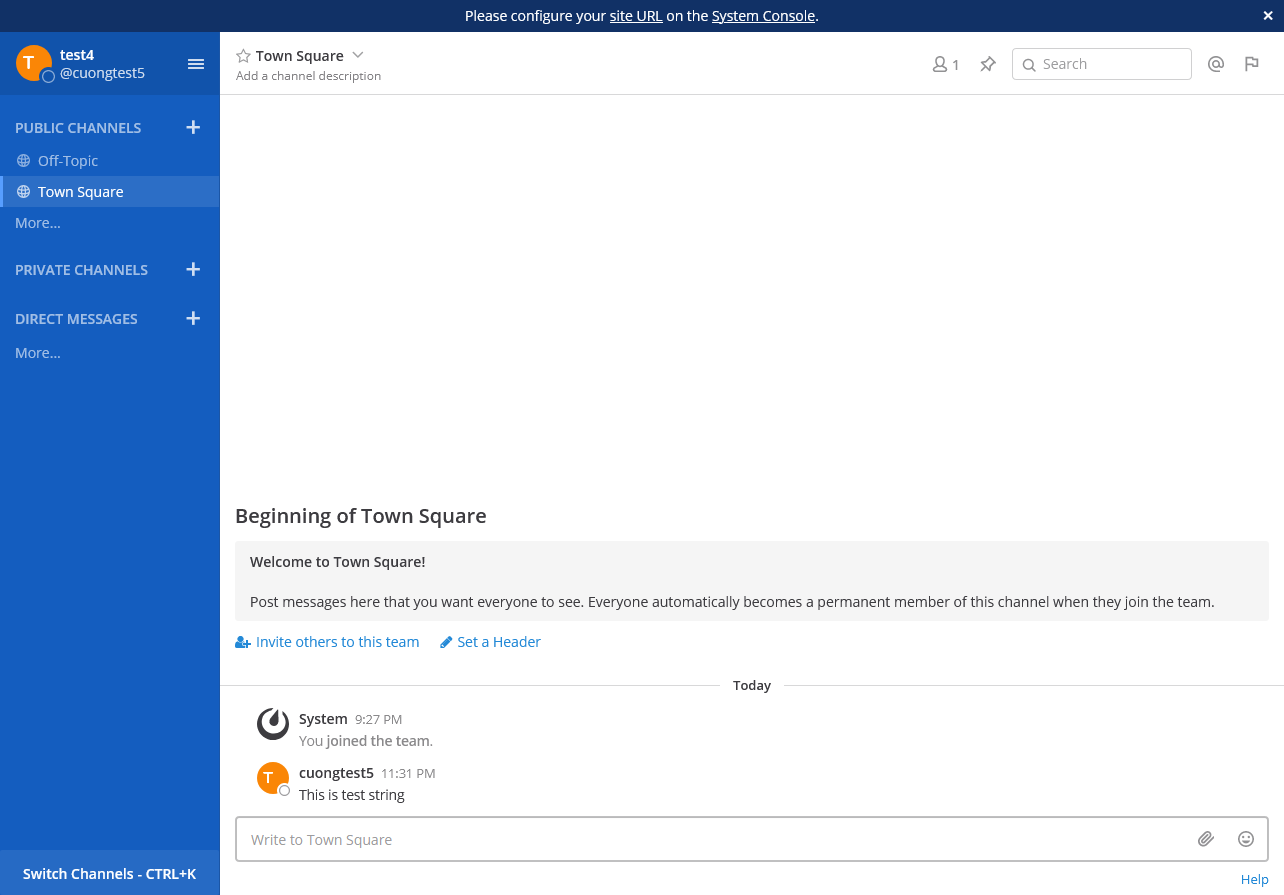 Please configure your site URL on the System Console.
T
test4
@cuongtest5
PUBLIC CHANNELS
Off-Topic
Town Square
More...
PRIVATE CHANNELS
DIRECT MESSAGES
More...
Switch Channels - CTRL+K
Town Square
Add a channel description
1
Search
Beginning of Town Square
Welcome to Town Square!
Post messages here that you want everyone to see. Everyone automatically becomes a permanent member of this channel when they join the team.
Invite others to this team Set a Header
Today
System 9:27 PM
You joined the team.
T
cuongtest5 11:31 PM
This is test string
Write to Town Square
Help